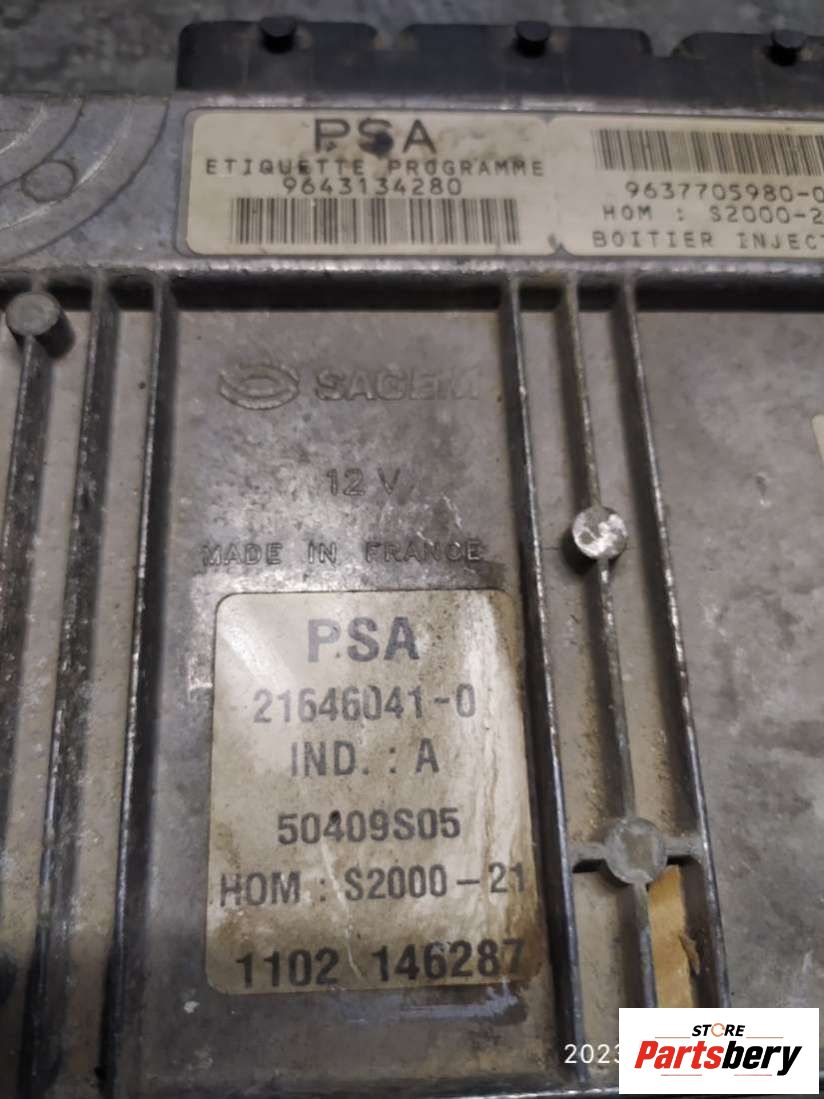 PSA
ETIQUETTE PROGRAMME
9643134280
9637705980-0
HOM : S2000-2
BOITIER INJECT
SAGEM
12 V
MADE IN FRANCE
PSA
21646041-0
IND. : A
50409S05
HOM : S2000-21
1102 146287
2023
STORE
Partsbery